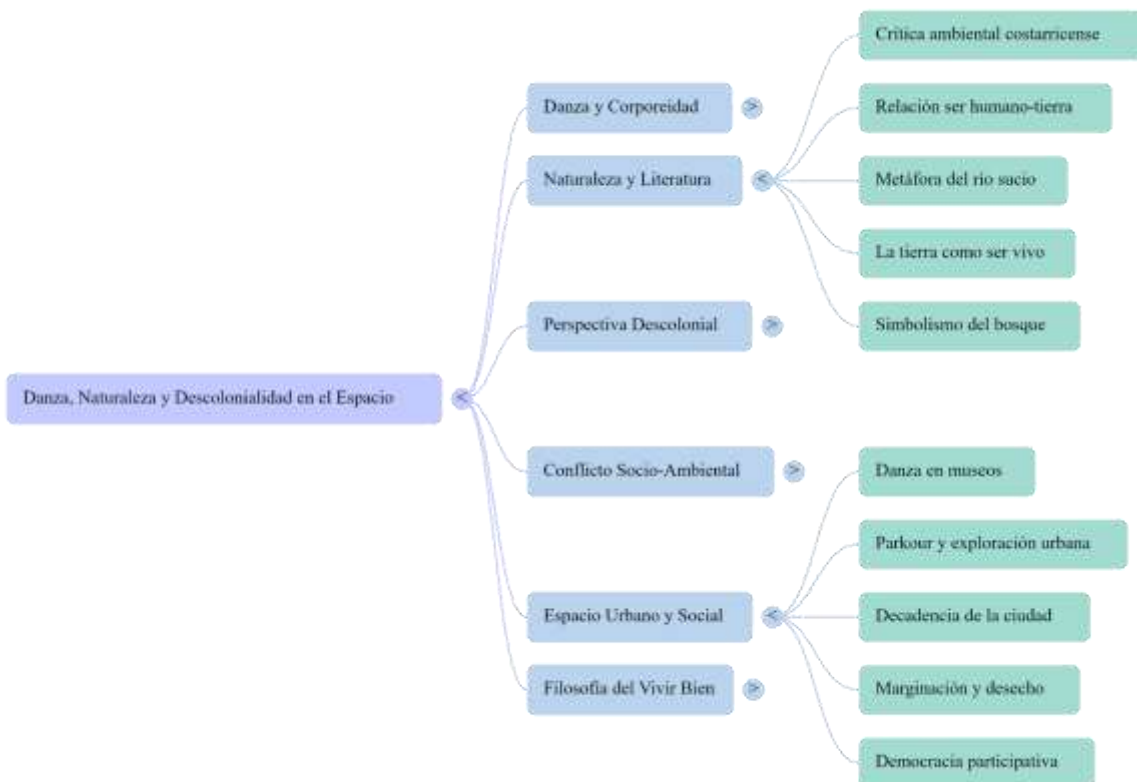 Danza, Naturaleza y Descolonialidad en el Espacio
Danza y Corporeidad
Naturaleza y Literatura
Crítica ambiental costarricense
Relación ser humano-tierra
Metáfora del río sucio
La tierra como ser vivo
Simbolismo del bosque
Perspectiva Descolonial
Conflicto Socio-Ambiental
Espacio Urbano y Social
Danza en museos
Parkour y exploración urbana
Decadencia de la ciudad
Marginación y desecho
Democracia participativa
Filosofía del Vivir Bien